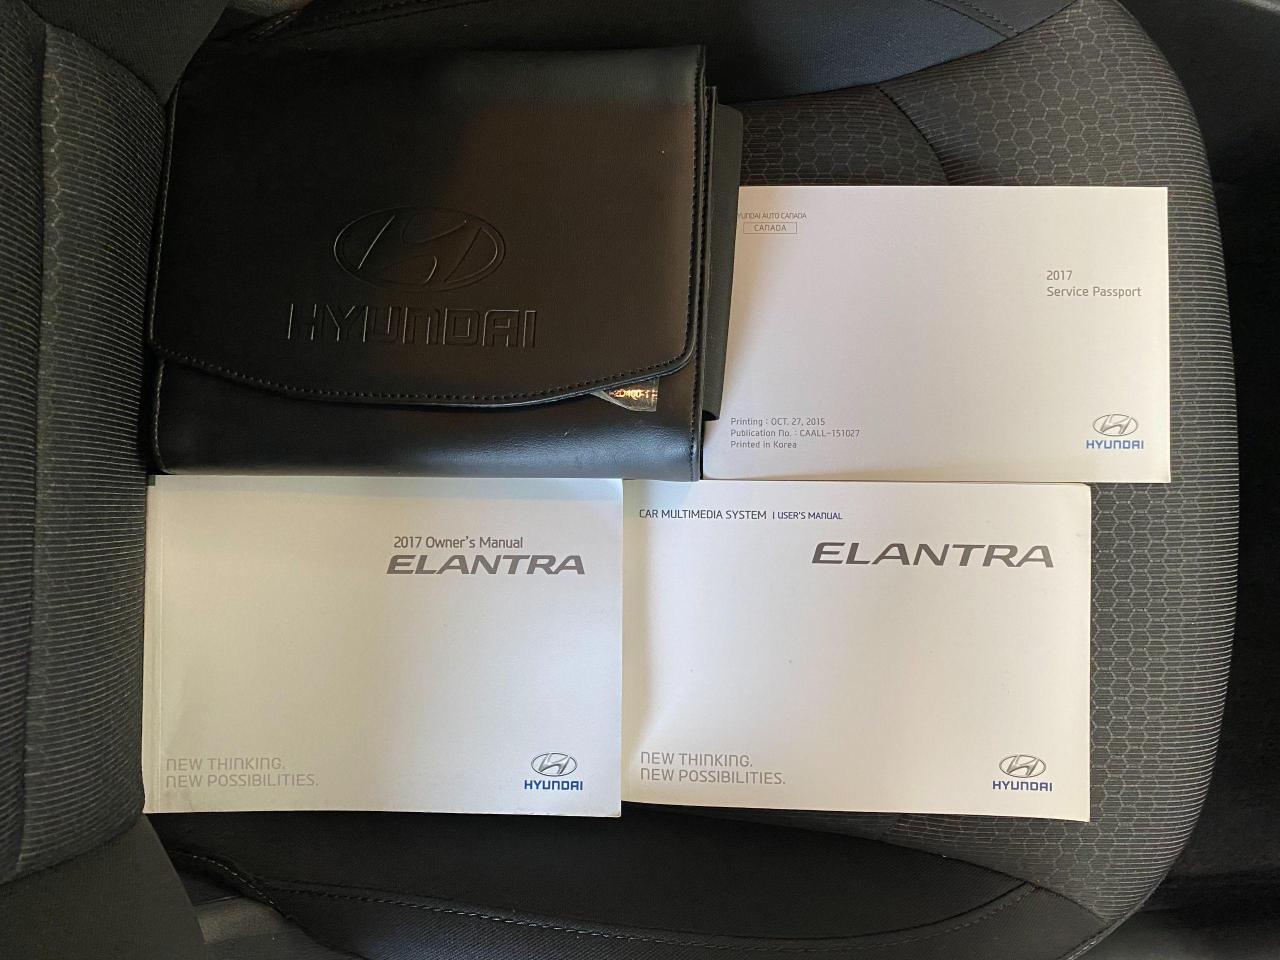 HYUNDAI
YUNDAI AUTO CANADA
CANADA
2017
Service Passport
Printing : OCT. 27, 2015
Publication No. : CAALL-151027
Printed in Korea
HYUNDAI
2017 Owner's Manual
ELANTRA
NEW THINKING.
NEW POSSIBILITIES.
HYUNDAI
CAR MULTIMEDIA SYSTEM | USER'S MANUAL
ELANTRA
NEW THINKING.
NEW POSSIBILITIES.
HYUNDAI